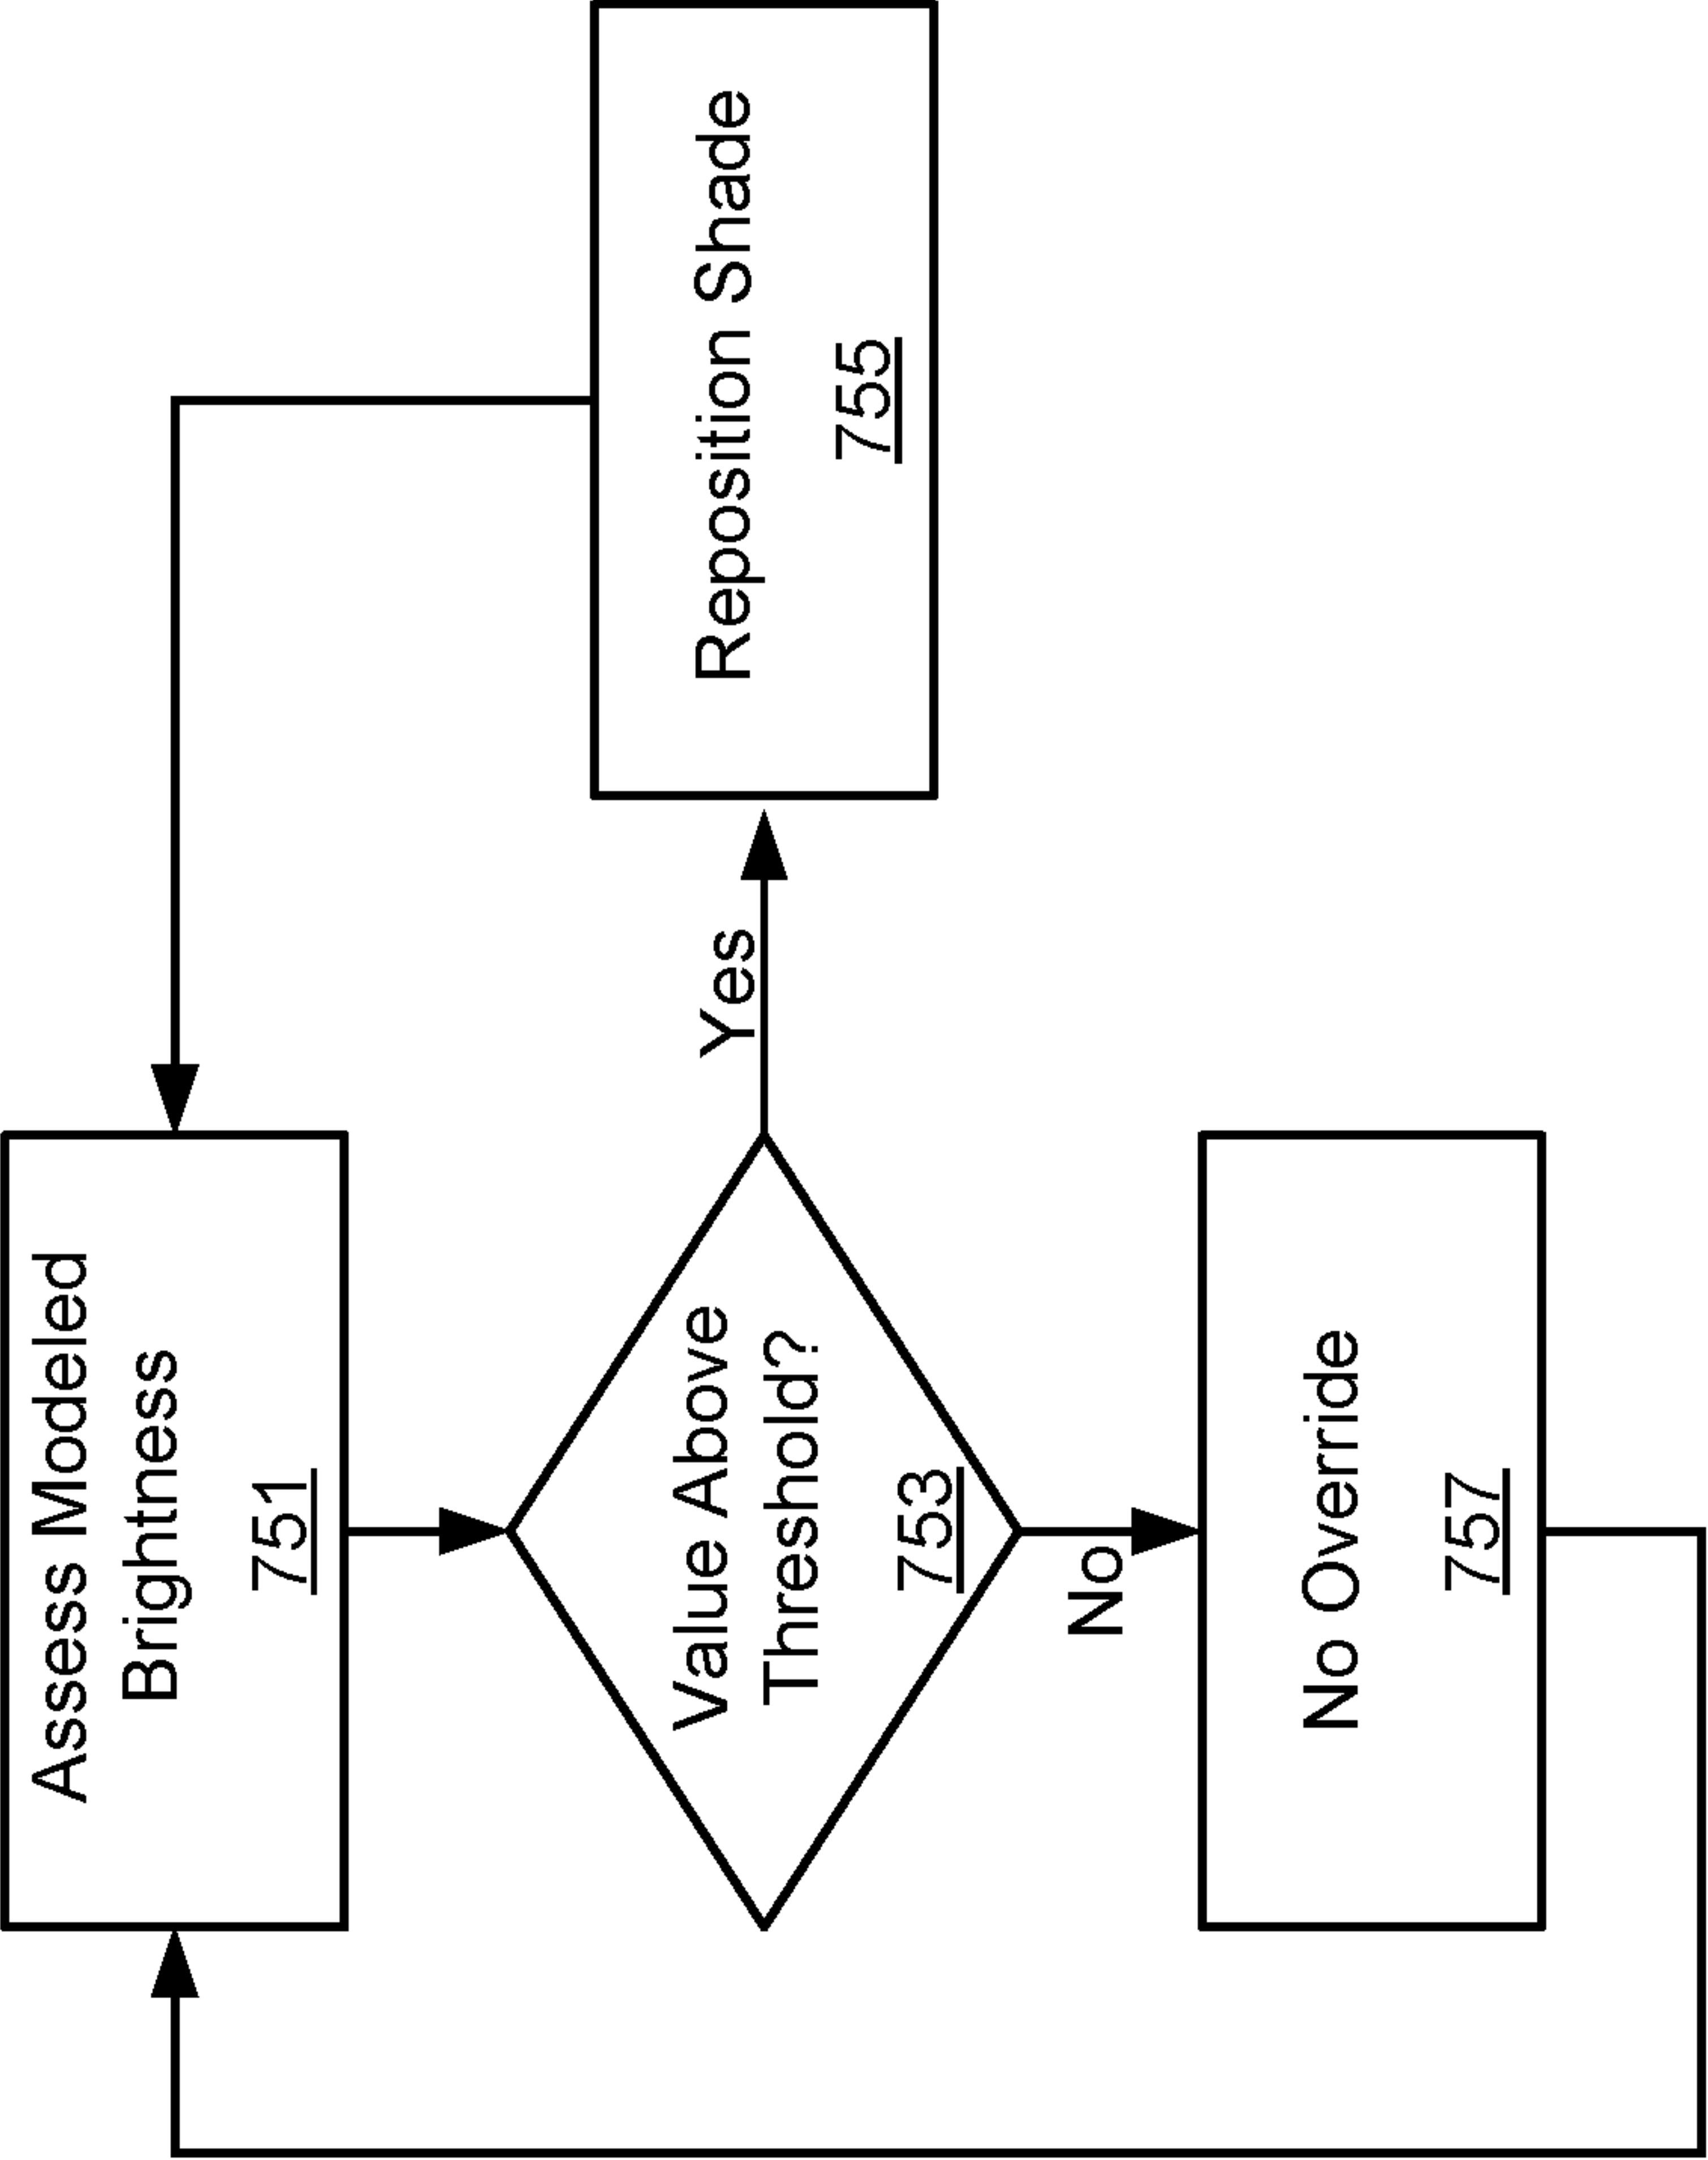 Assess Modeled
Brightness
751
Value Above
Threshold?
753
Yes
Reposition Shade
755
No
No Override
757